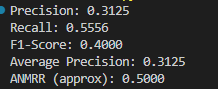 Precision: 0.3125
Recall: 0.5556
F1-Score: 0.4000
Average Precision: 0.3125
ANMRR (approx): 0.5000